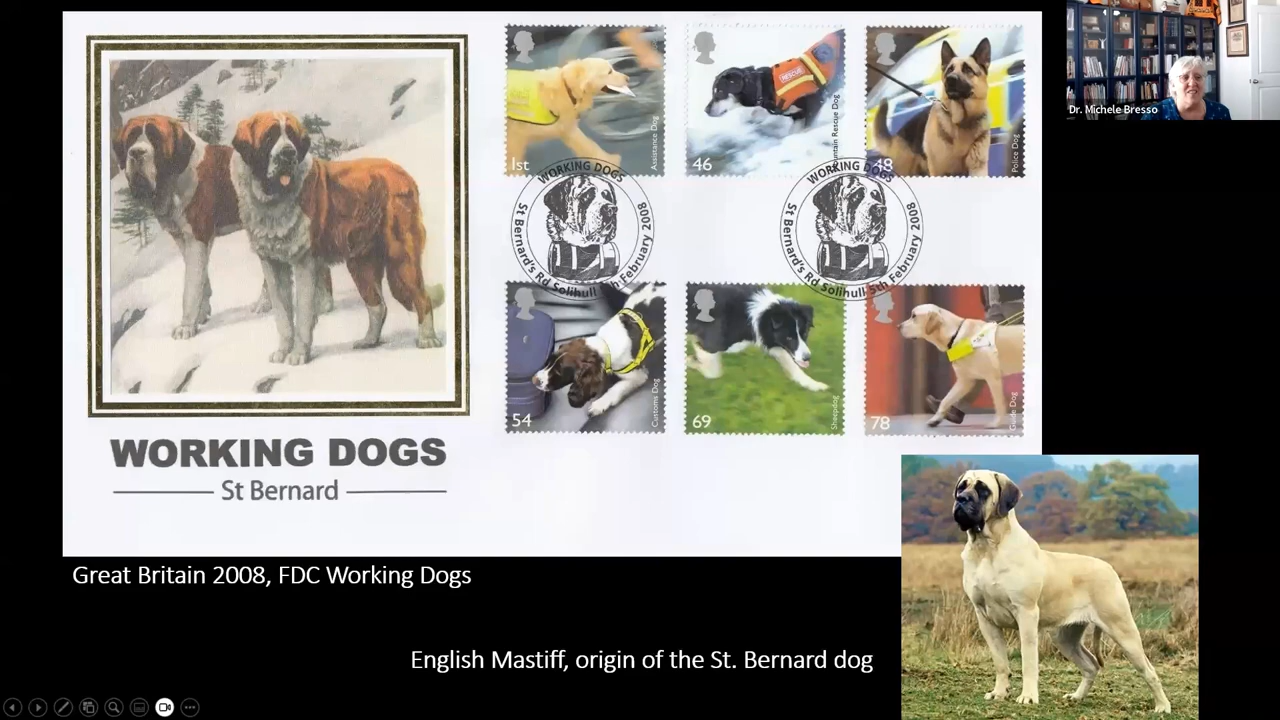 WORKING DOGS
St Bernard
1st
Assistance Dog
RESCUE
46
Mountain Rescue Dog
48
Police Dog
WORKING DOGS
St Bernard's Rd Solihull 5th February 2008
WORKING DOGS
St Bernard's Rd Solihull 5th February 2008
54
Customs Dog
69
Sheepdog
78
Guide Dog
Dr. Michele Bresso
Great Britain 2008, FDC Working Dogs
English Mastiff, origin of the St. Bernard dog